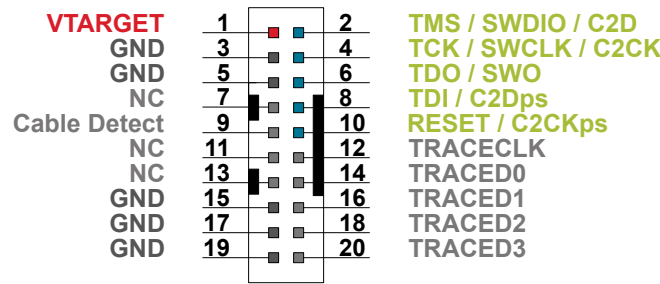 VTARGET 1 2 TMS / SWDIO / C2D
GND 3 4 TCK / SWCLK / C2CK
GND 5 6 TDO / SWO
NC 7 8 TDI / C2Dps
Cable Detect 9 10 RESET / C2CKps
NC 11 12 TRACECLK
NC 13 14 TRACED0
GND 15 16 TRACED1
GND 17 18 TRACED2
GND 19 20 TRACED3